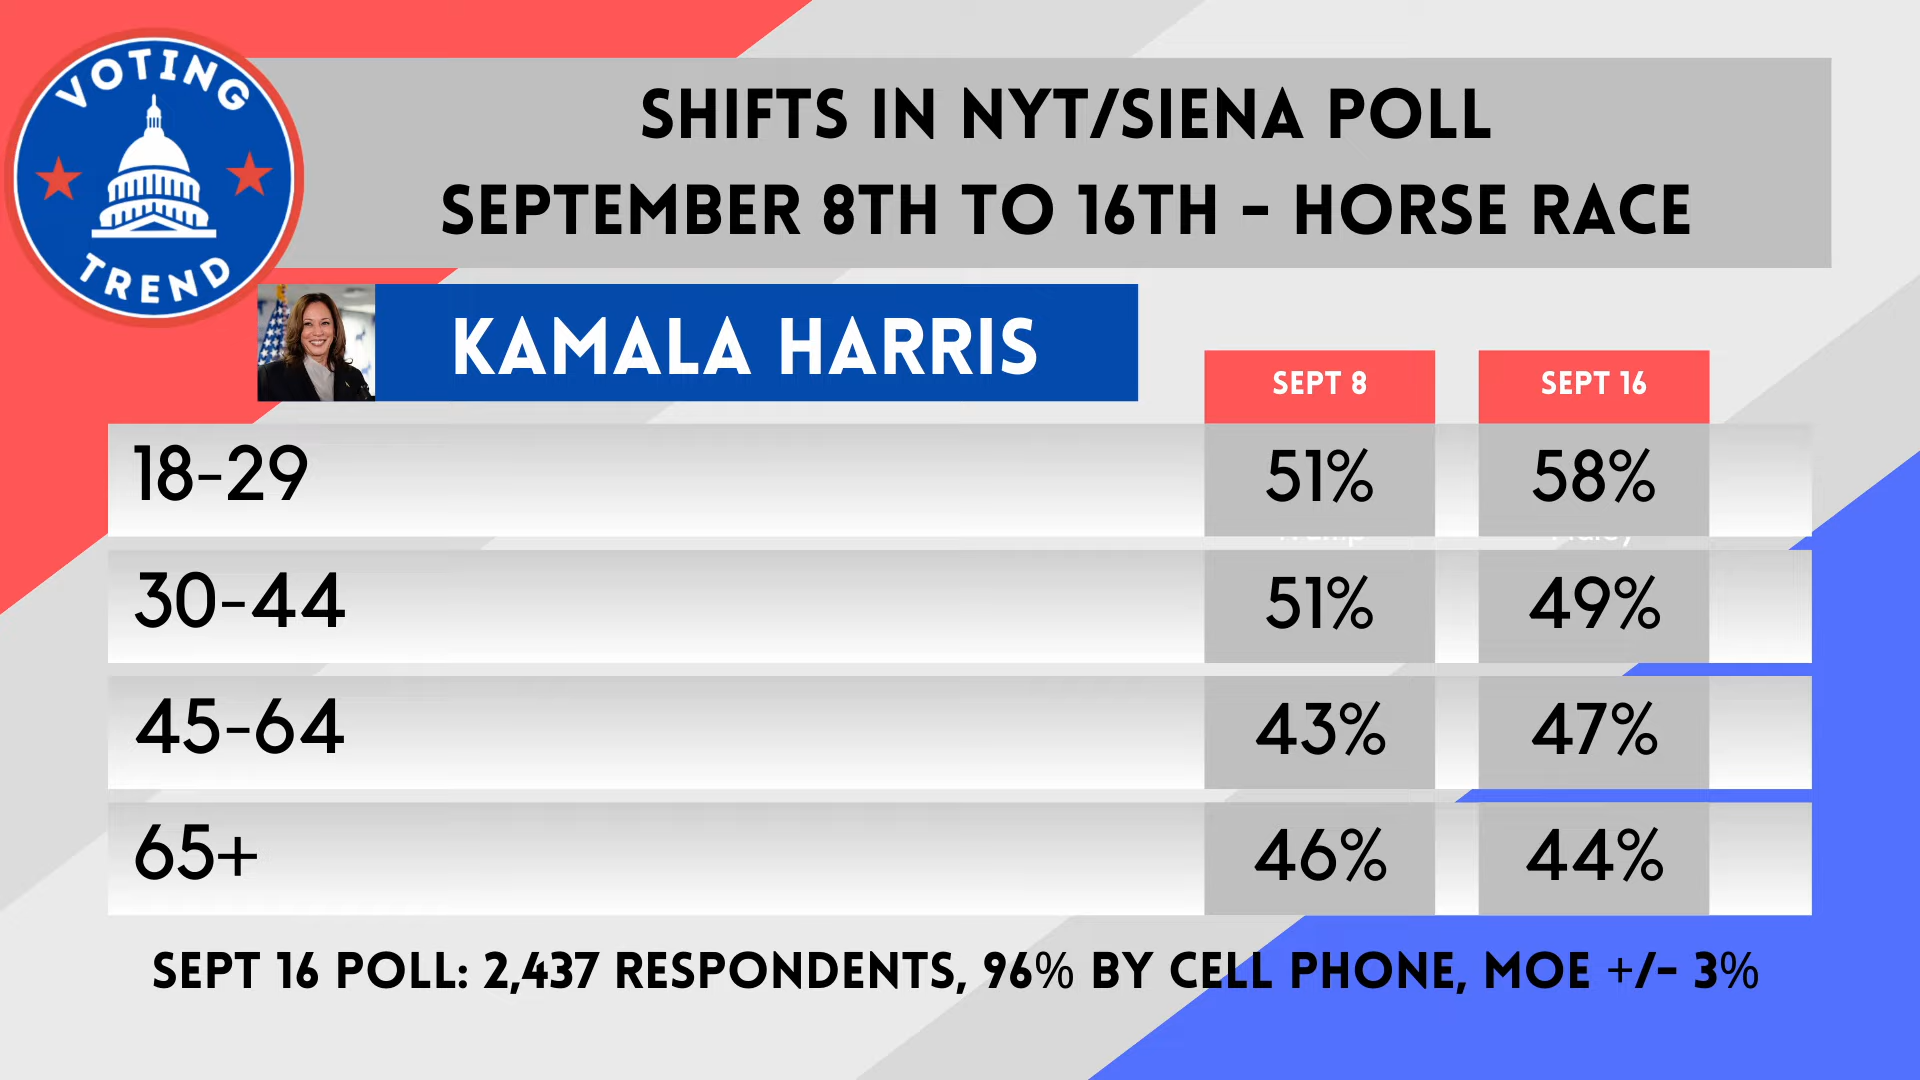 VOTING
TREND
SHIFTS IN NYT/SIENA POLL
SEPTEMBER 8TH TO 16TH - HORSE RACE
KAMALA HARRIS
SEPT 8 SEPT 16
18-29 51% 58%
30-44 51% 49%
45-64 43% 47%
65+ 46% 44%
SEPT 16 POLL: 2,437 RESPONDENTS, 96% BY CELL PHONE, MOE +/- 3%